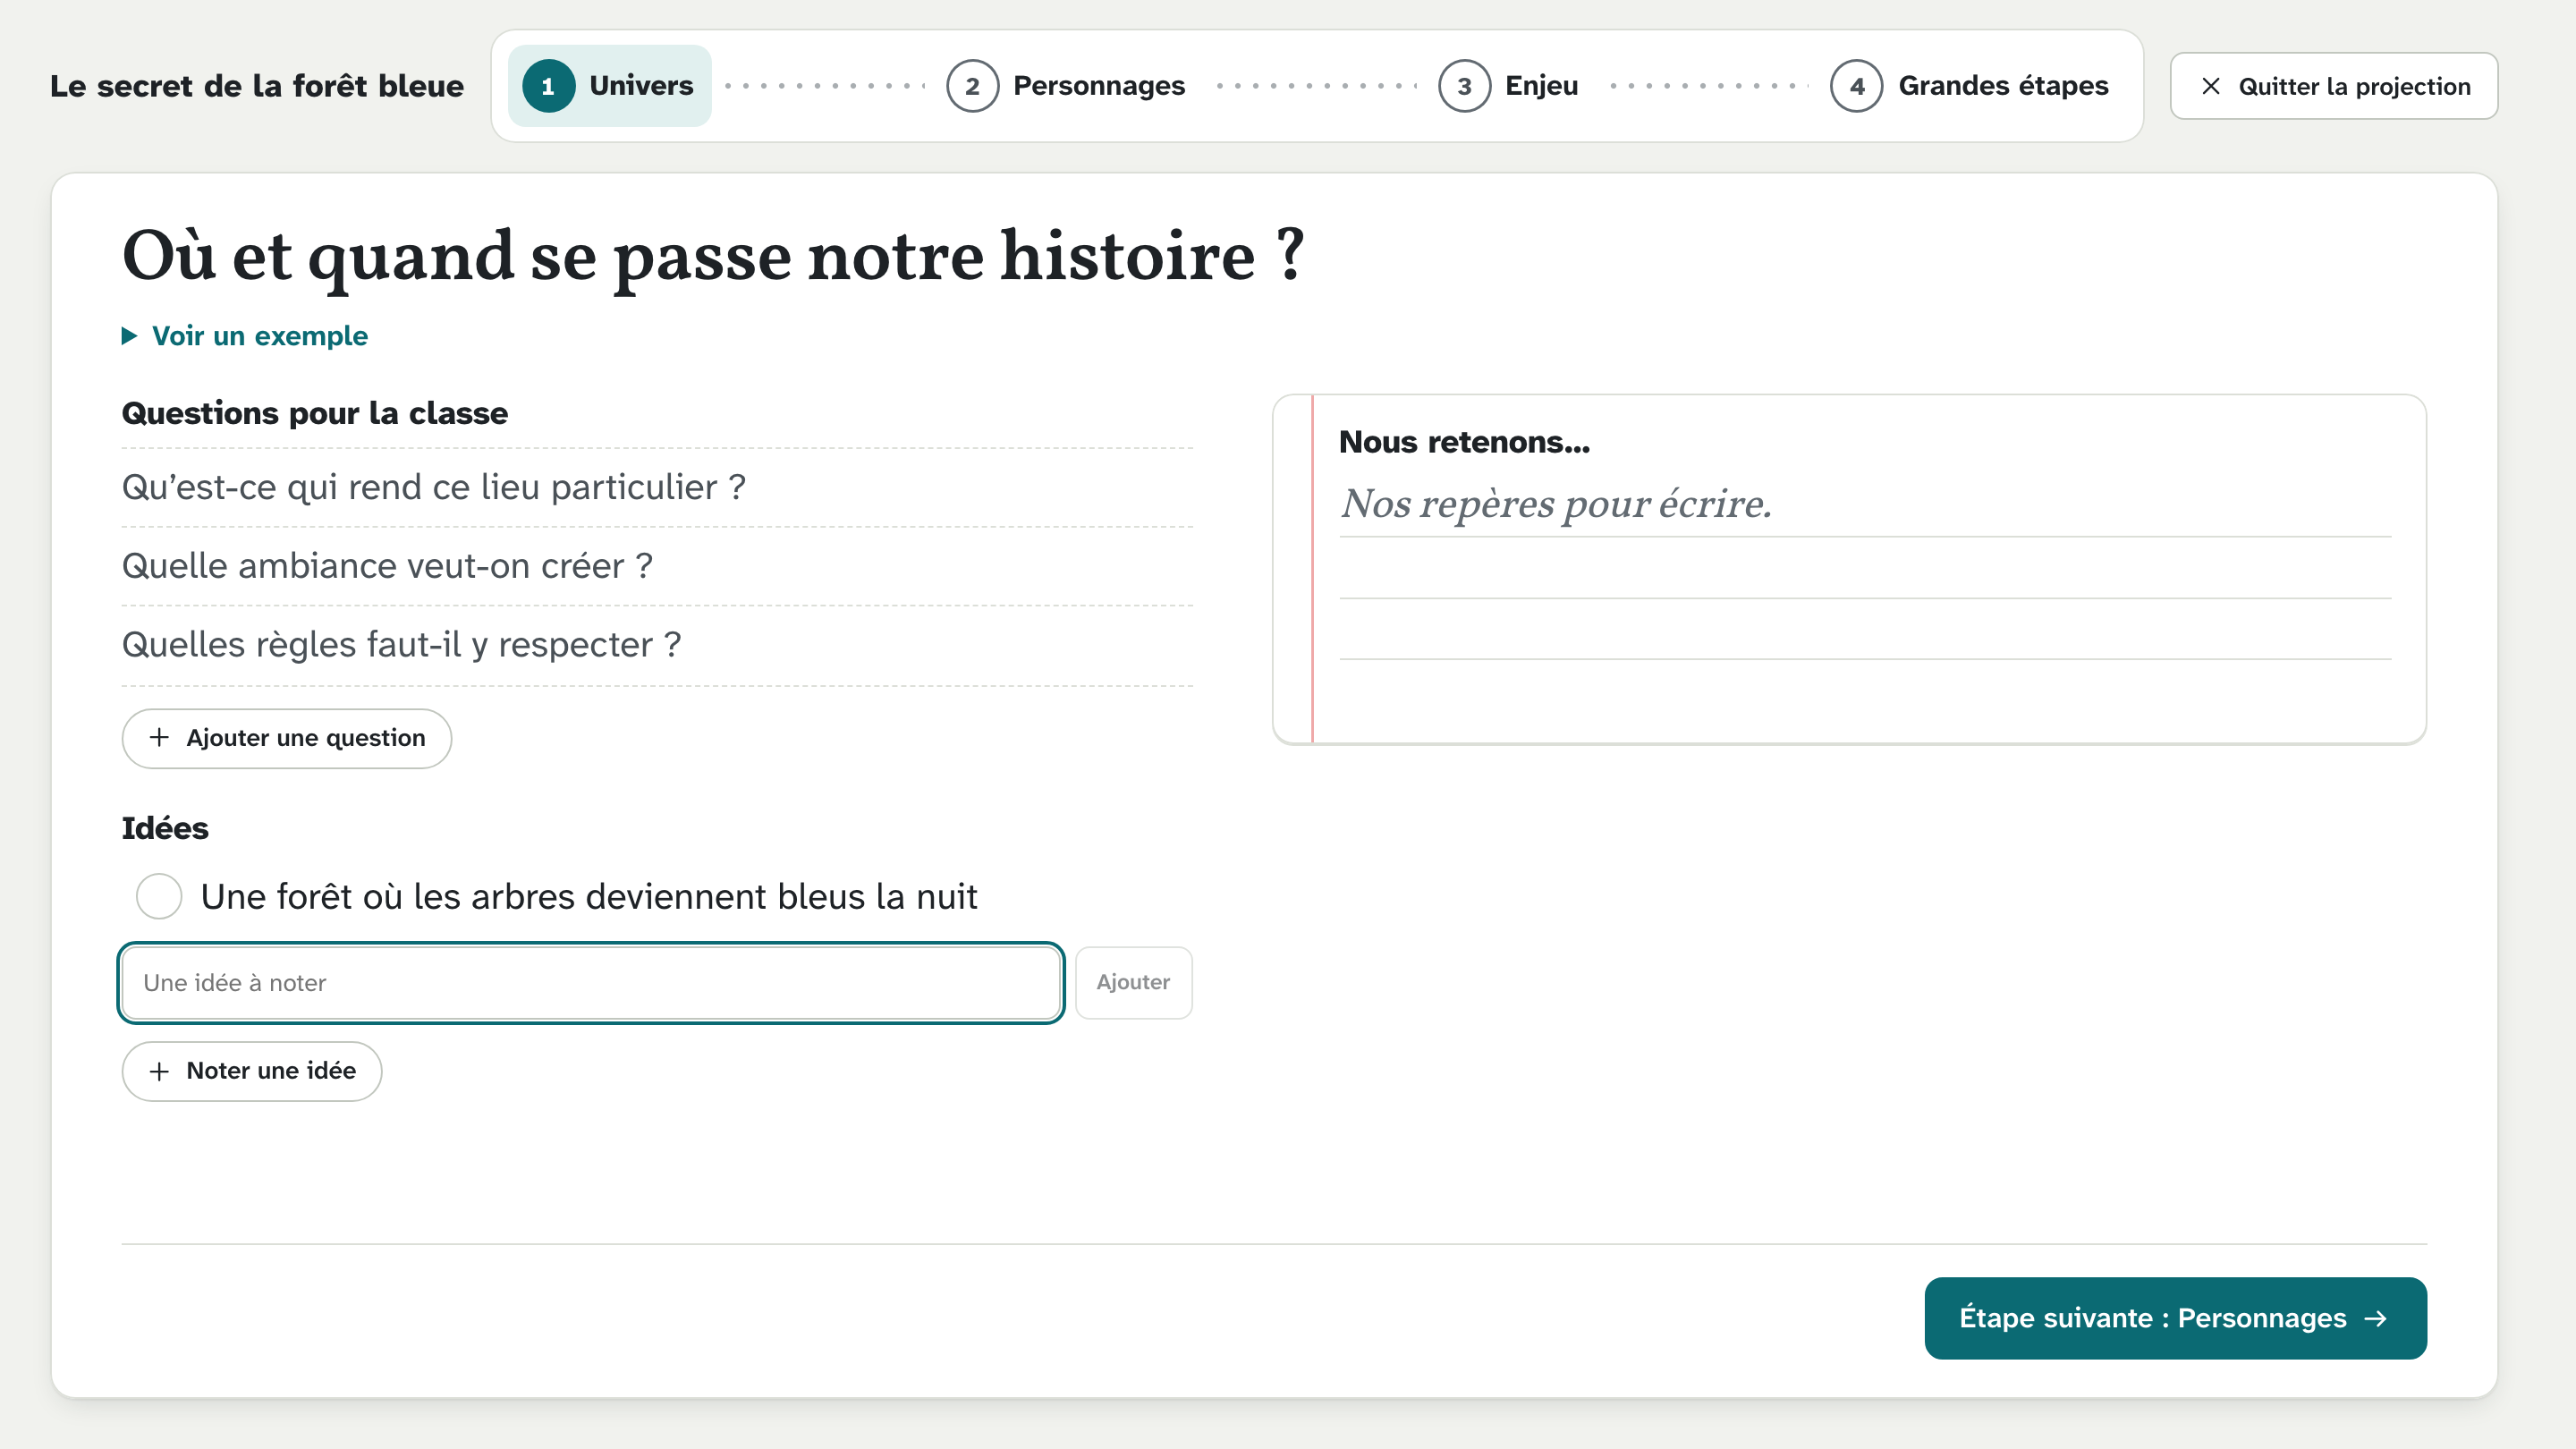 Le secret de la forêt bleue
1 Univers
2 Personnages
3 Enjeu
4 Grandes étapes
Quitter la projection
Où et quand se passe notre histoire ?
Voir un exemple
Questions pour la classe
Qu’est-ce qui rend ce lieu particulier ?
Quelle ambiance veut-on créer ?
Quelles règles faut-il y respecter ?
+ Ajouter une question
Idées
Une forêt où les arbres deviennent bleus la nuit
Une idée à noter
Ajouter
+ Noter une idée
Nous retenons...
Nos repères pour écrire.
Étape suivante : Personnages →